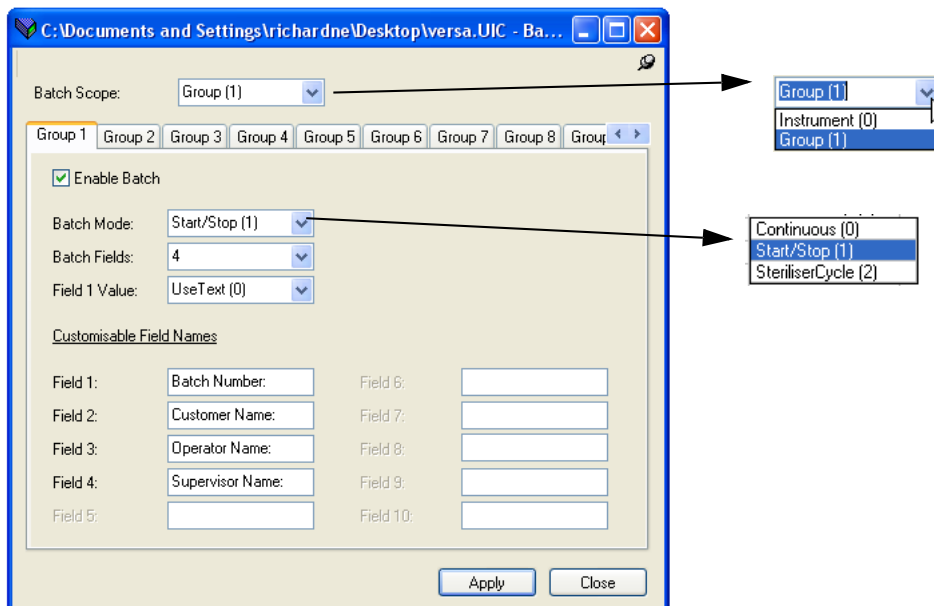 C:\Documents and Settings\richardne\Desktop\versa.UIC - Ba...
Batch Scope: Group (1)
Group (1)
Instrument (0)
Group (1)
Group 1 Group 2 Group 3 Group 4 Group 5 Group 6 Group 7 Group 8 Group
Enable Batch
Batch Mode: Start/Stop (1)
Continuous (0)
Start/Stop (1)
SteriliserCycle (2)
Batch Fields: 4
Field 1 Value: UseText (0)
Customisable Field Names
Field 1: Batch Number: Field 6:
Field 2: Customer Name: Field 7:
Field 3: Operator Name: Field 8:
Field 4: Supervisor Name: Field 9:
Field 5: Field 10:
Apply Close